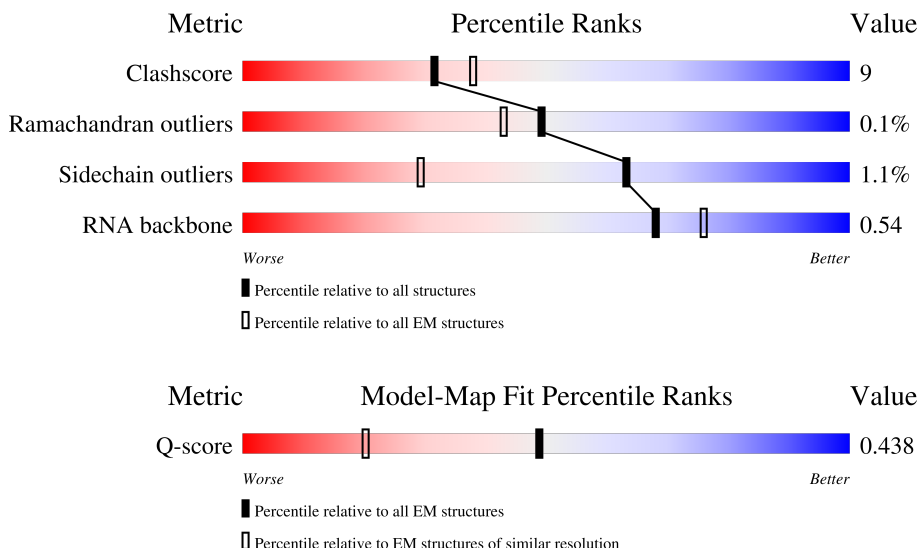 Metric Percentile Ranks Value
Clashscore 9
Ramachandran outliers 0.1%
Sidechain outliers 1.1%
RNA backbone 0.54
Worse Better
Percentile relative to all structures
Percentile relative to all EM structures
Metric Model-Map Fit Percentile Ranks Value
Q-score 0.438
Worse Better
Percentile relative to all EM structures
Percentile relative to EM structures of similar resolution